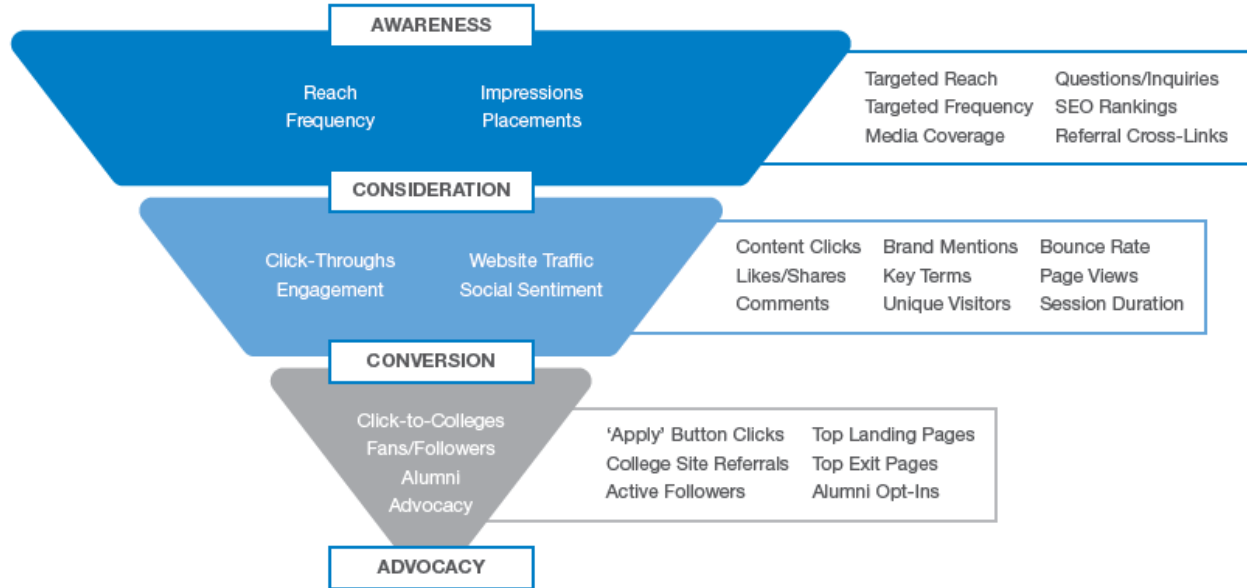 AWARENESS
Reach Impressions
Frequency Placements
Targeted Reach Questions/Inquiries
Targeted Frequency SEO Rankings
Media Coverage Referral Cross-Links
CONSIDERATION
Click-Throughs Website Traffic
Engagement Social Sentiment
Content Clicks Brand Mentions Bounce Rate
Likes/Shares Key Terms Page Views
Comments Unique Visitors Session Duration
CONVERSION
Click-to-Colleges
Fans/Followers
Alumni
Advocacy
‘Apply’ Button Clicks Top Landing Pages
College Site Referrals Top Exit Pages
Active Followers Alumni Opt-Ins
ADVOCACY